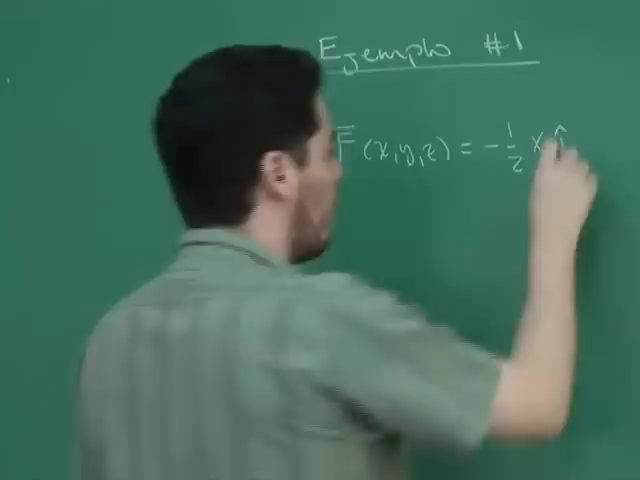 Ejemplo #1
F̅(x,y,z) = -1/2 x î